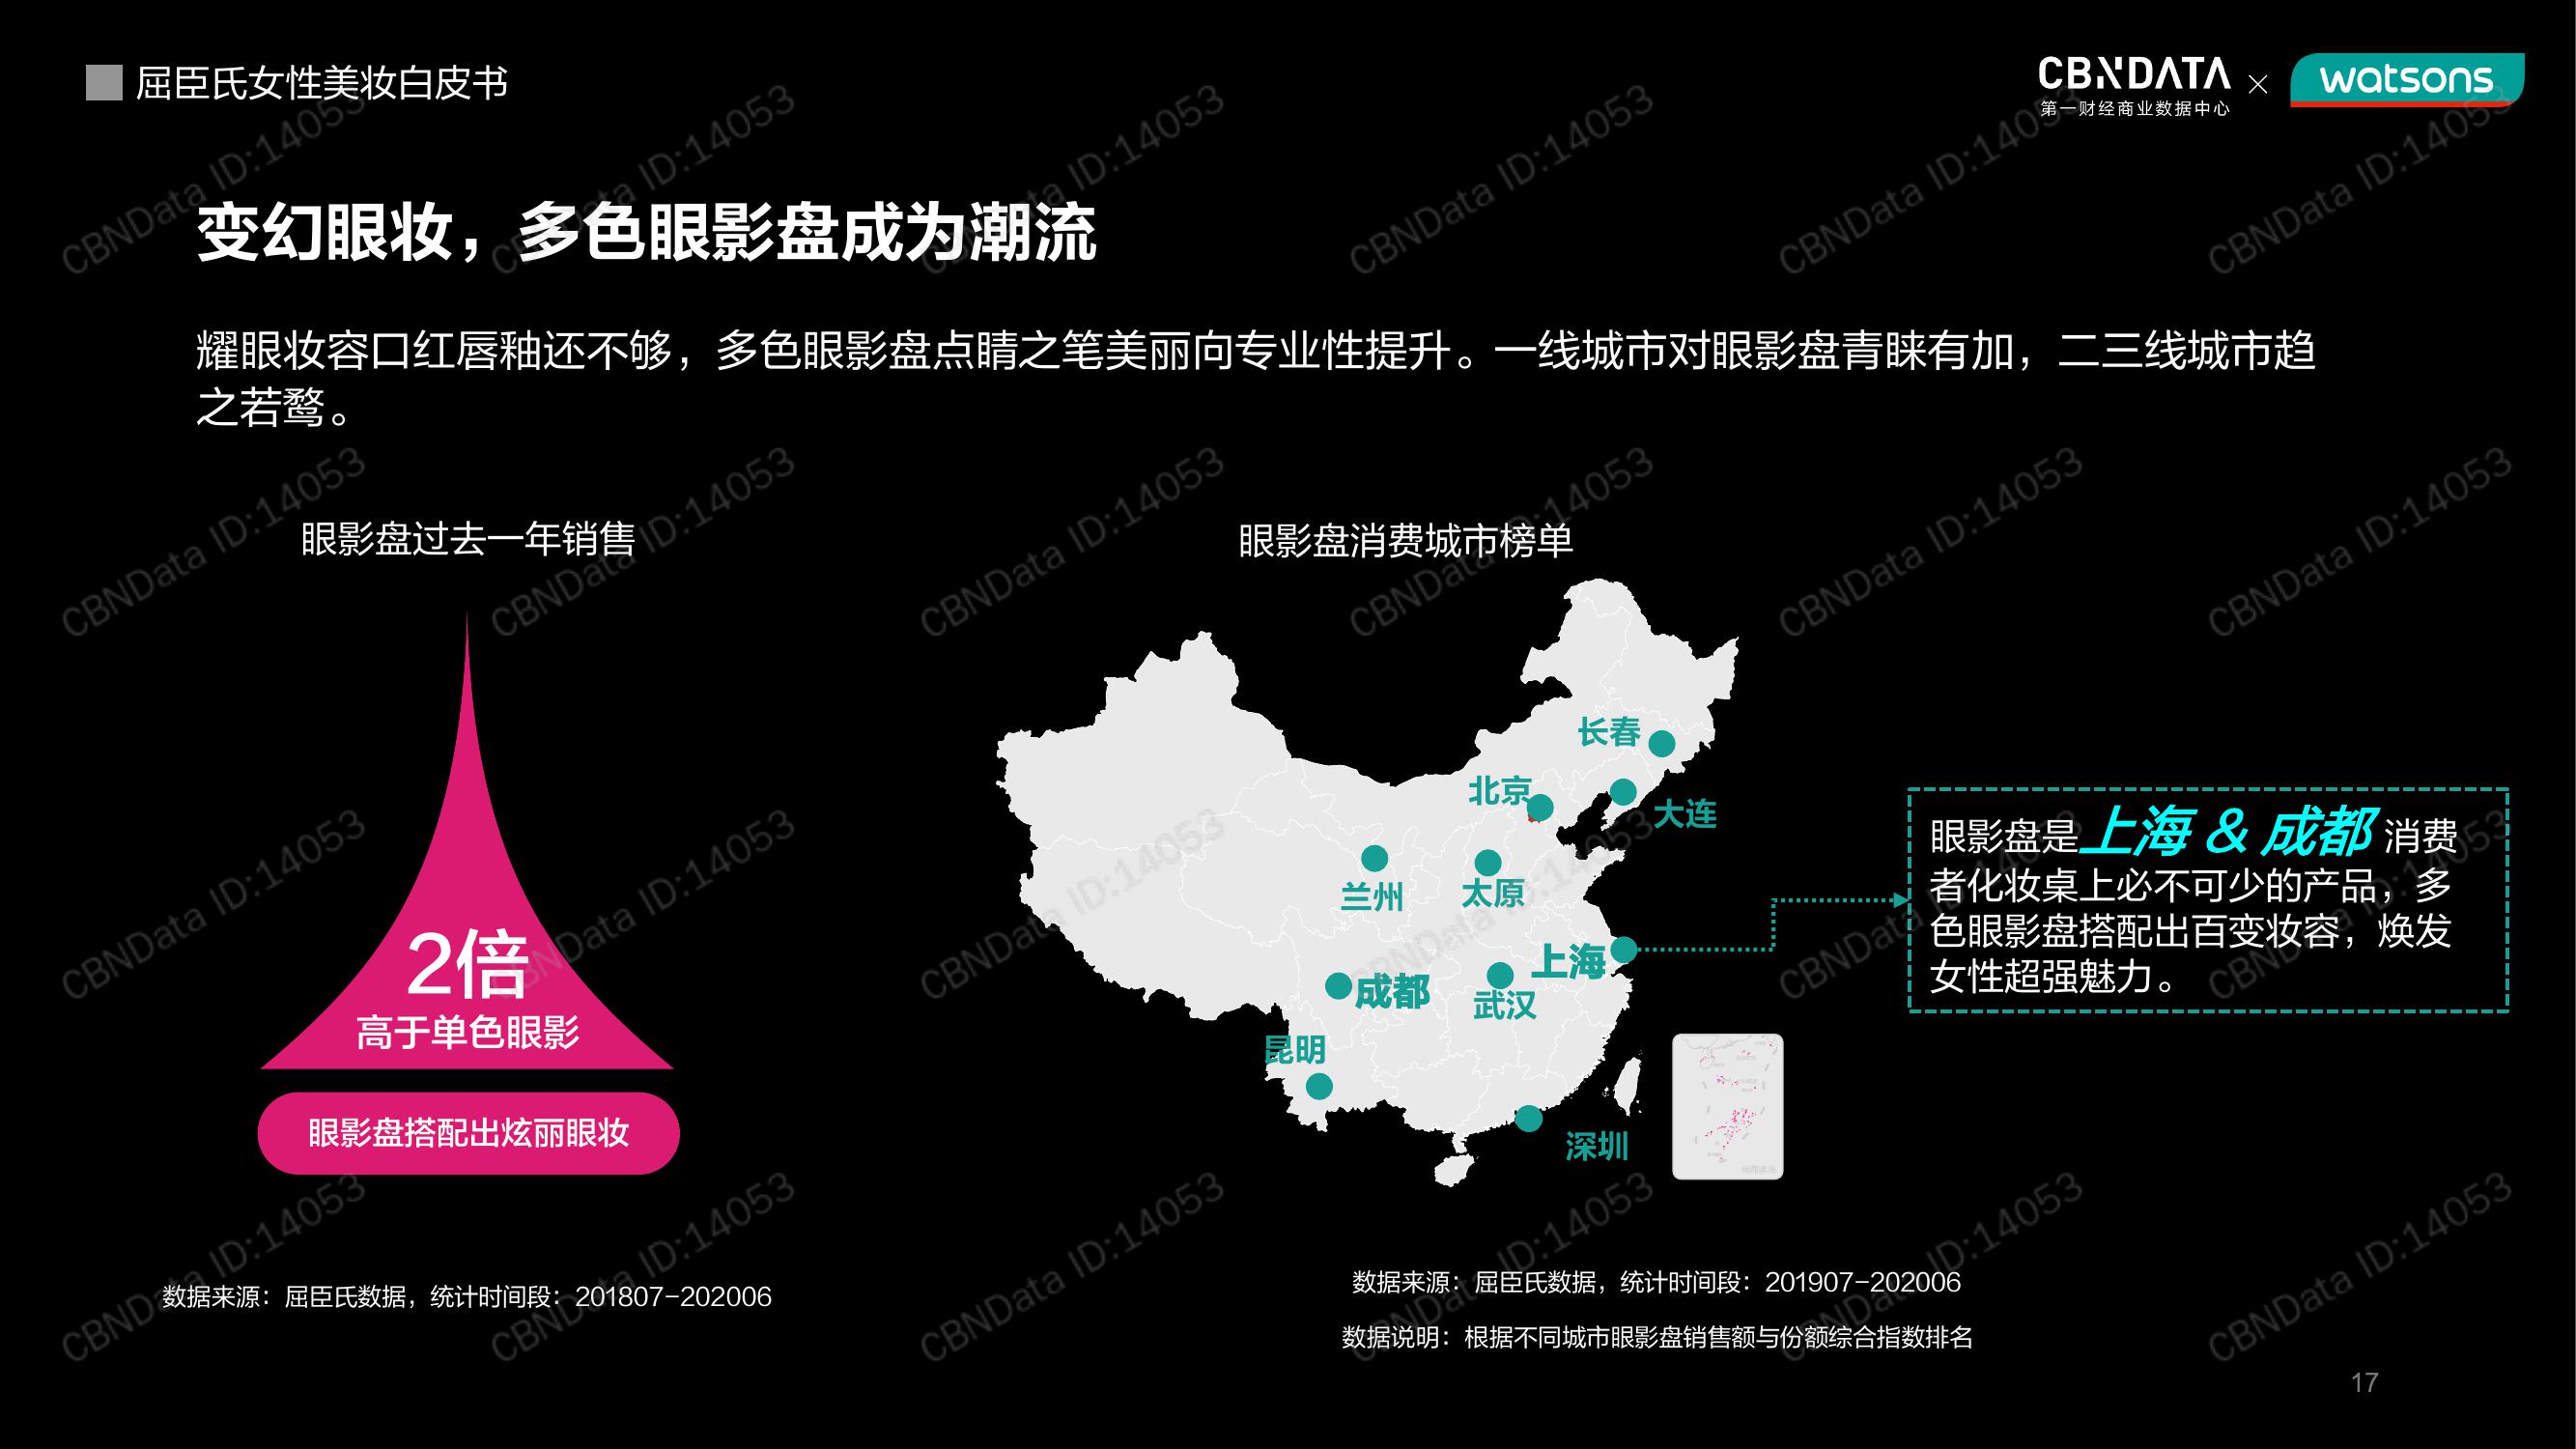 屈臣氏女性美妆白皮书
CBNDATA
第一财经商业数据中心
×
watsons
变幻眼妆，多色眼影盘成为潮流
耀眼妆容口红唇釉还不够，多色眼影盘点睛之笔美丽向专业性提升。一线城市对眼影盘青睐有加，二三线城市趋
之若鹜。
眼影盘过去一年销售
2倍
高于单色眼影
眼影盘搭配出炫丽眼妆
数据来源：屈臣氏数据，统计时间段：201807-202006
眼影盘消费城市榜单
长春
北京
大连
兰州
太原
上海
成都
武汉
昆明
深圳
眼影盘是上海 & 成都 消费
者化妆桌上必不可少的产品，多
色眼影盘搭配出百变妆容，焕发
女性超强魅力。
数据来源：屈臣氏数据，统计时间段：201907-202006
数据说明：根据不同城市眼影盘销售额与份额综合指数排名
17
CBNData ID:14053